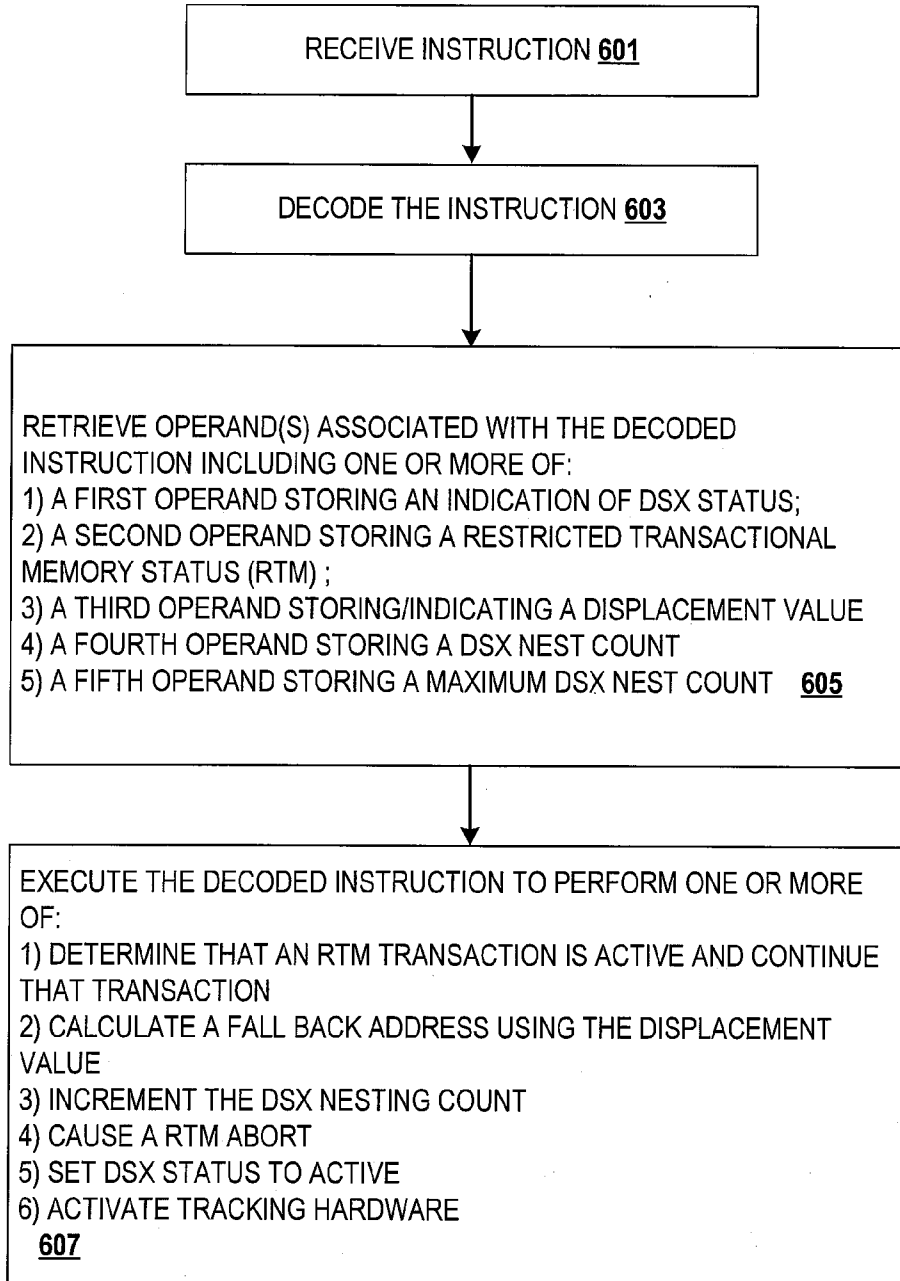 RECEIVE INSTRUCTION 601
DECODE THE INSTRUCTION 603
RETRIEVE OPERAND(S) ASSOCIATED WITH THE DECODED
INSTRUCTION INCLUDING ONE OR MORE OF:
1) A FIRST OPERAND STORING AN INDICATION OF DSX STATUS;
2) A SECOND OPERAND STORING A RESTRICTED TRANSACTIONAL
MEMORY STATUS (RTM) ;
3) A THIRD OPERAND STORING/INDICATING A DISPLACEMENT VALUE
4) A FOURTH OPERAND STORING A DSX NEST COUNT
5) A FIFTH OPERAND STORING A MAXIMUM DSX NEST COUNT 605
EXECUTE THE DECODED INSTRUCTION TO PERFORM ONE OR MORE
OF:
1) DETERMINE THAT AN RTM TRANSACTION IS ACTIVE AND CONTINUE
THAT TRANSACTION
2) CALCULATE A FALL BACK ADDRESS USING THE DISPLACEMENT
VALUE
3) INCREMENT THE DSX NESTING COUNT
4) CAUSE A RTM ABORT
5) SET DSX STATUS TO ACTIVE
6) ACTIVATE TRACKING HARDWARE
607